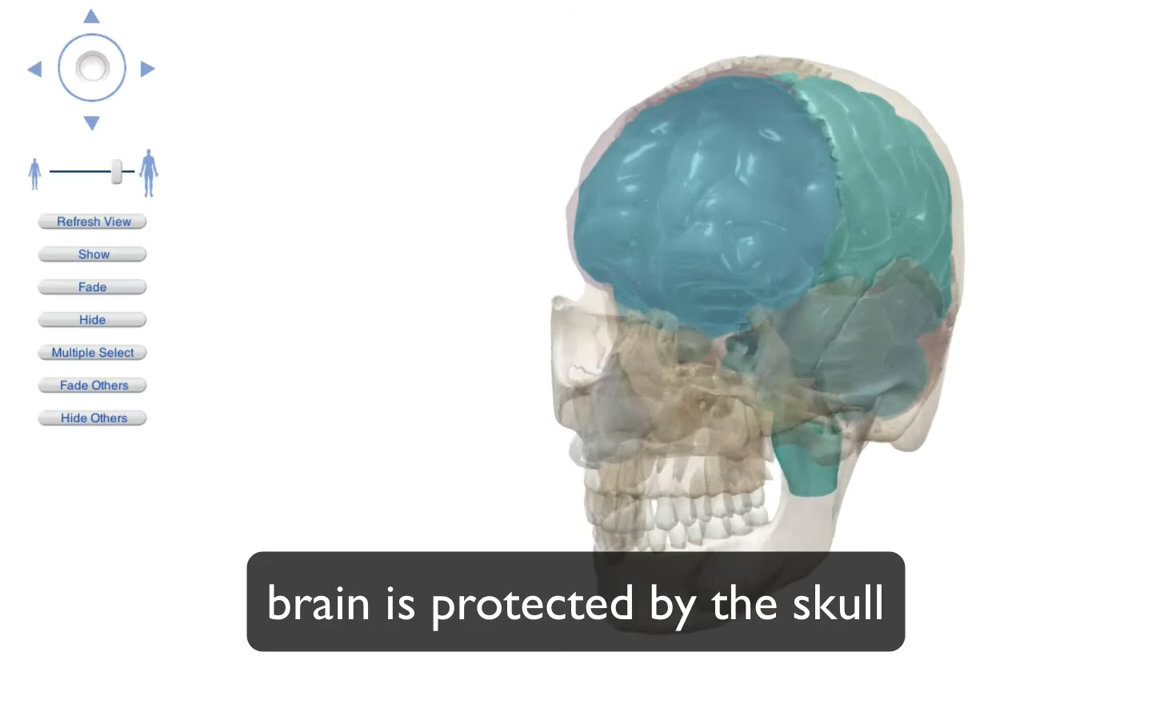 Refresh View
Show
Fade
Hide
Multiple Select
Fade Others
Hide Others
brain is protected by the skull